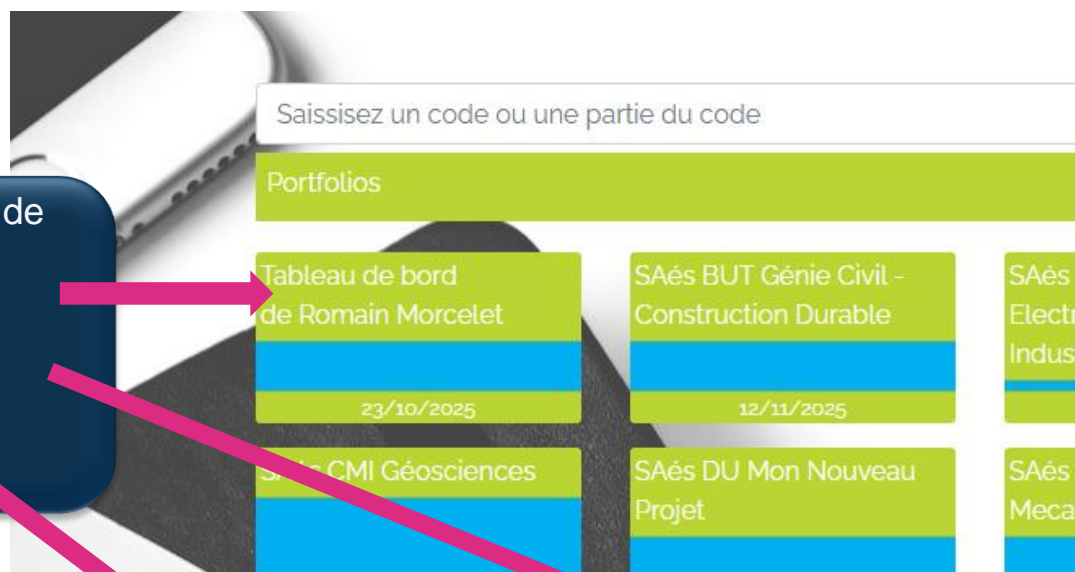 Saisissez un code ou une partie du code
Portfolios
de
Tableau de bord
de Romain Morcelet
23/10/2025
SAés BUT Génie Civil -
Construction Durable
12/11/2025
SAés
SAés CMI Géosciences
SAés DU Mon Nouveau
Projet
SAés